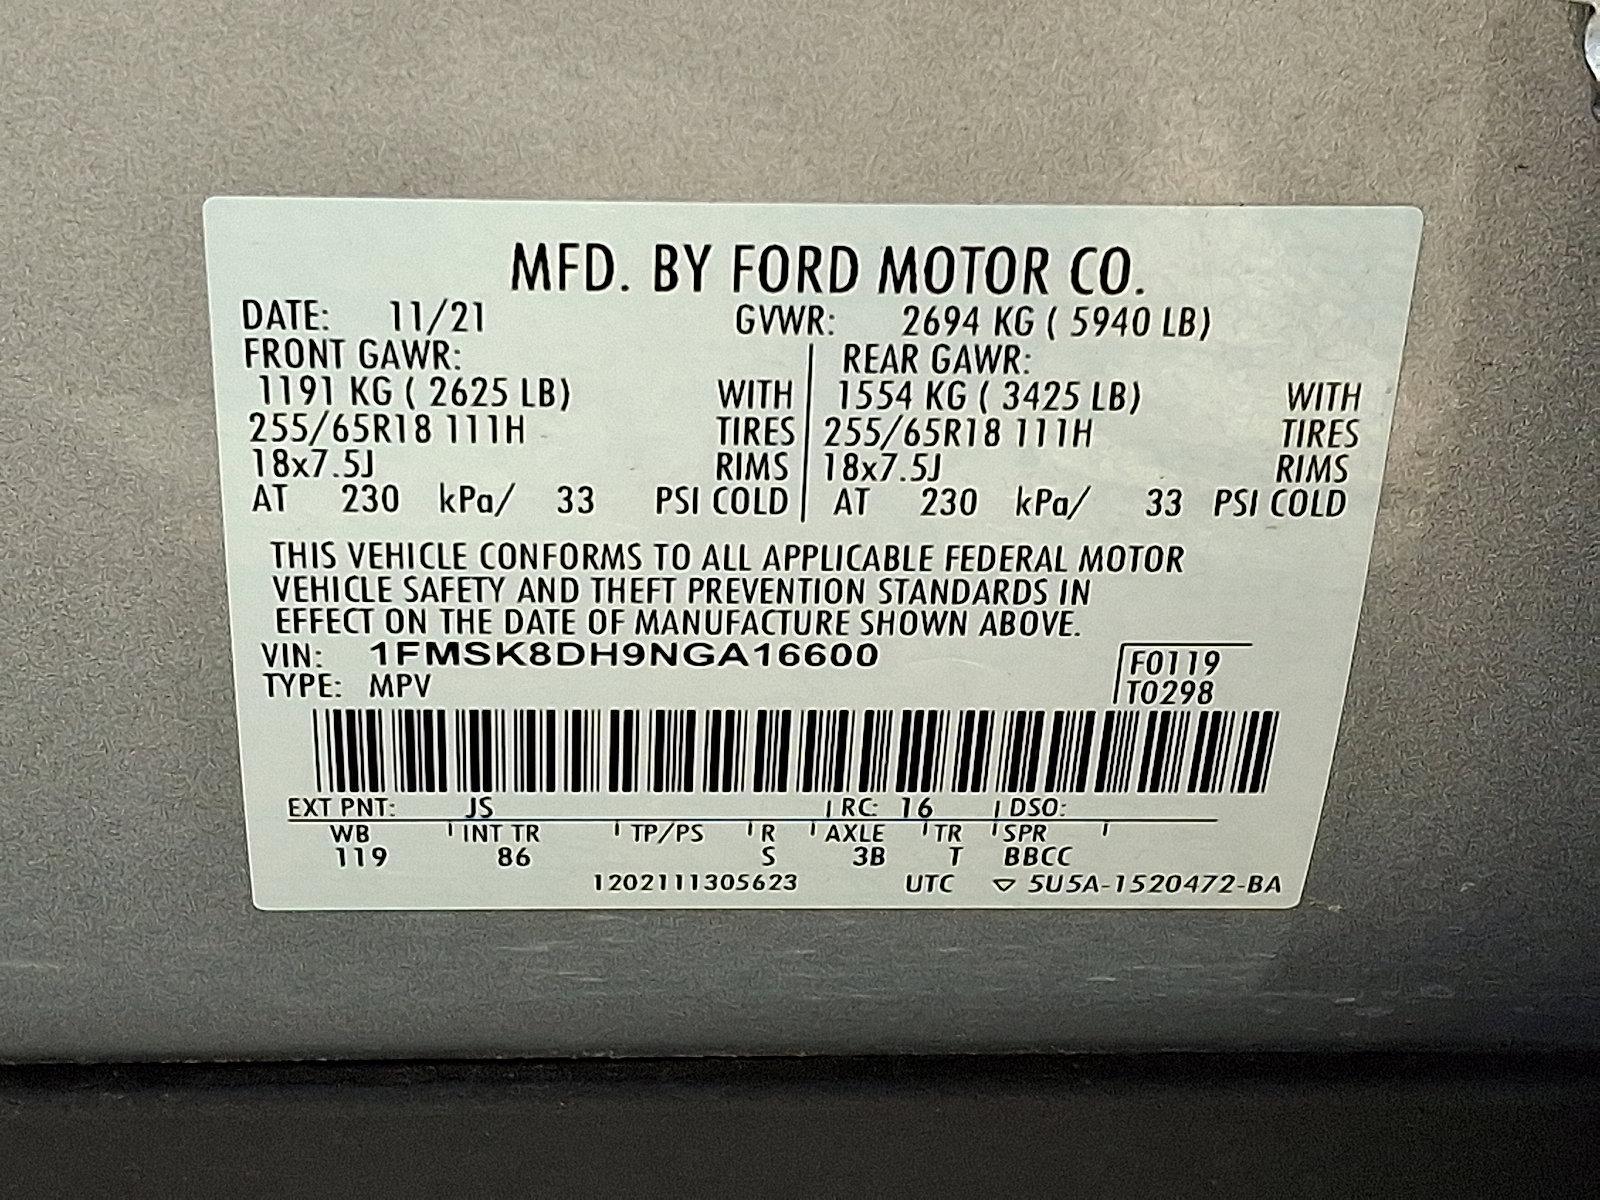 MFD. BY FORD MOTOR CO.
DATE: 11/21 GVWR: 2694 KG ( 5940 LB)
FRONT GAWR: REAR GAWR:
1191 KG ( 2625 LB) WITH 1554 KG ( 3425 LB) WITH
255/65R18 111H TIRES 255/65R18 111H TIRES
18x7.5J RIMS 18x7.5J RIMS
AT 230 kPa/ 33 PSI COLD AT 230 kPa/ 33 PSI COLD
THIS VEHICLE CONFORMS TO ALL APPLICABLE FEDERAL MOTOR
VEHICLE SAFETY AND THEFT PREVENTION STANDARDS IN
EFFECT ON THE DATE OF MANUFACTURE SHOWN ABOVE.
VIN: 1FMSK8DH9NGA16600
F0119
TYPE: MPV
T0298
EXT PNT: JS RC: 16 DSO:
WB INT TR TP/PS R AXLE TR SPR
119 86 S 3B T BBCC
1202111305623 UTC ▽ 5U5A-1520472-BA